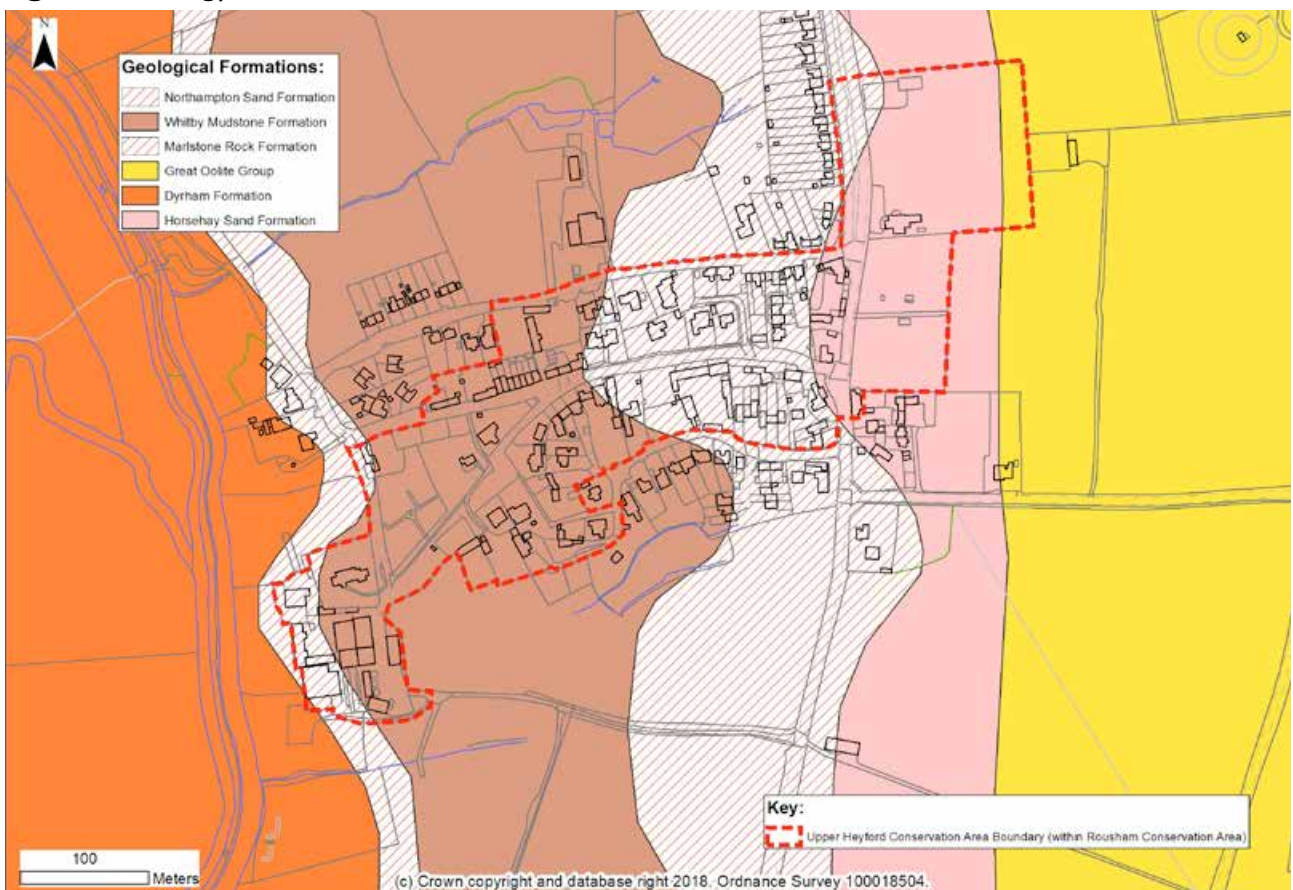 N
Geological Formations:
Northampton Sand Formation
Whitby Mudstone Formation
Marlstone Rock Formation
Great Oolite Group
Dyrham Formation
Horsehay Sand Formation
Key:
Upper Heyford Conservation Area Boundary (within Rousham Conservation Area)
100
Meters
(c) Crown copyright and database right 2018. Ordnance Survey 100018504.